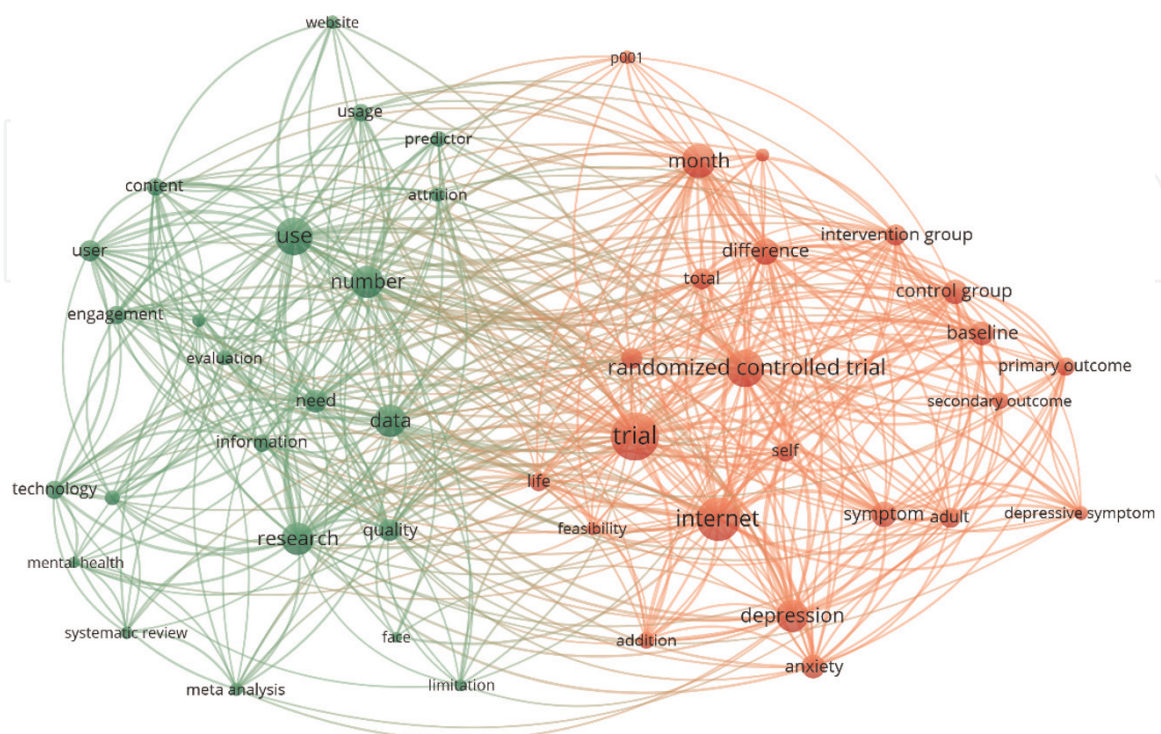 website
p001
usage
predictor
month
content
attrition
use
intervention group
user
difference
number
total
control group
engagement
baseline
evaluation
randomized controlled trial
primary outcome
need
secondary outcome
data
trial
information
self
life
technology
internet
symptom
adult
depressive symptom
feasibility
quality
research
mental health
depression
systematic review
face
addition
anxiety
limitation
meta analysis